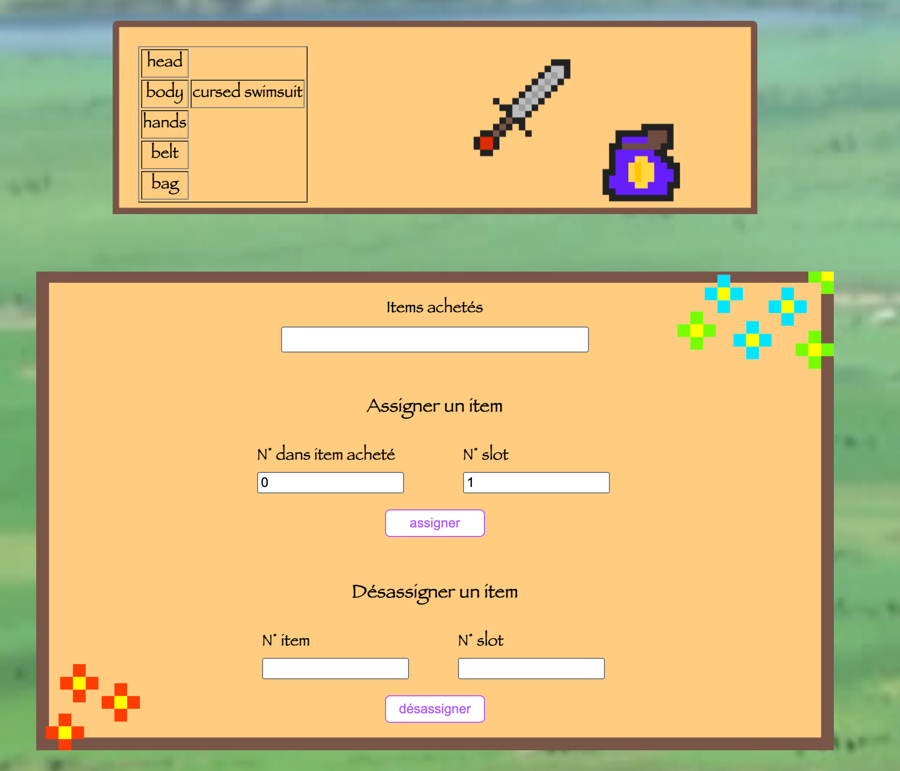 head
body cursed swimsuit
hands
belt
bag
Items achetés
Assigner un item
N° dans item acheté N° slot
0 1
assigner
Désassigner un item
N° item N° slot
désassigner